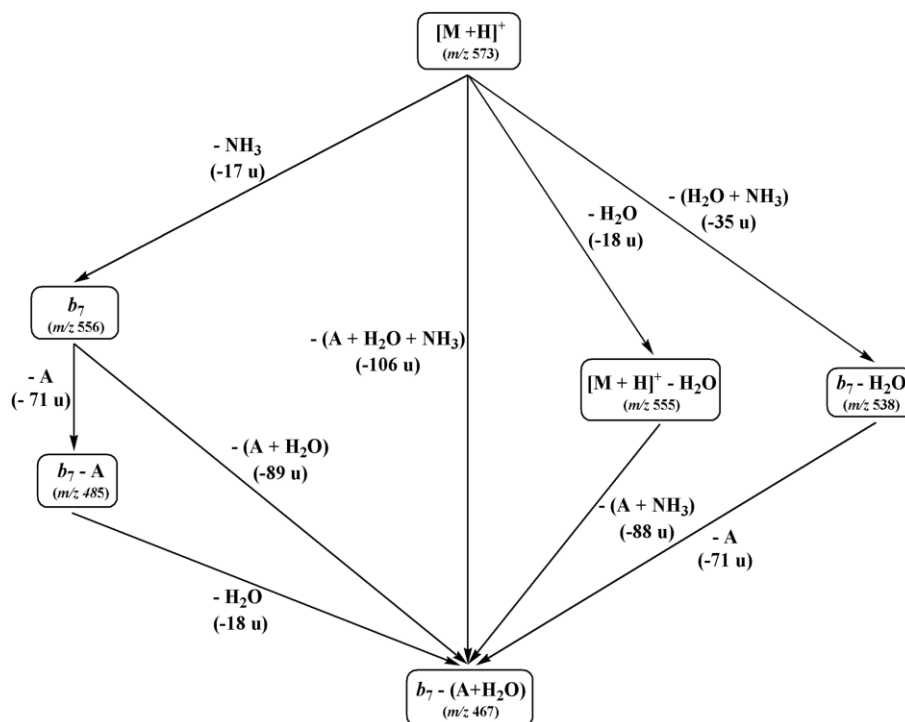 [M +H]⁺
(m/z 573)
- NH₃
(-17 u)
- H₂O
(-18 u)
- (H₂O + NH₃)
(-35 u)
b₇
(m/z 556)
- (A + H₂O + NH₃)
(-106 u)
[M + H]⁺ - H₂O
(m/z 555)
b₇ - H₂O
(m/z 538)
- A
(- 71 u)
- (A + H₂O)
(-89 u)
b₇ - A
(m/z 485)
- (A + NH₃)
(-88 u)
- A
(-71 u)
- H₂O
(-18 u)
b₇ - (A+H₂O)
(m/z 467)